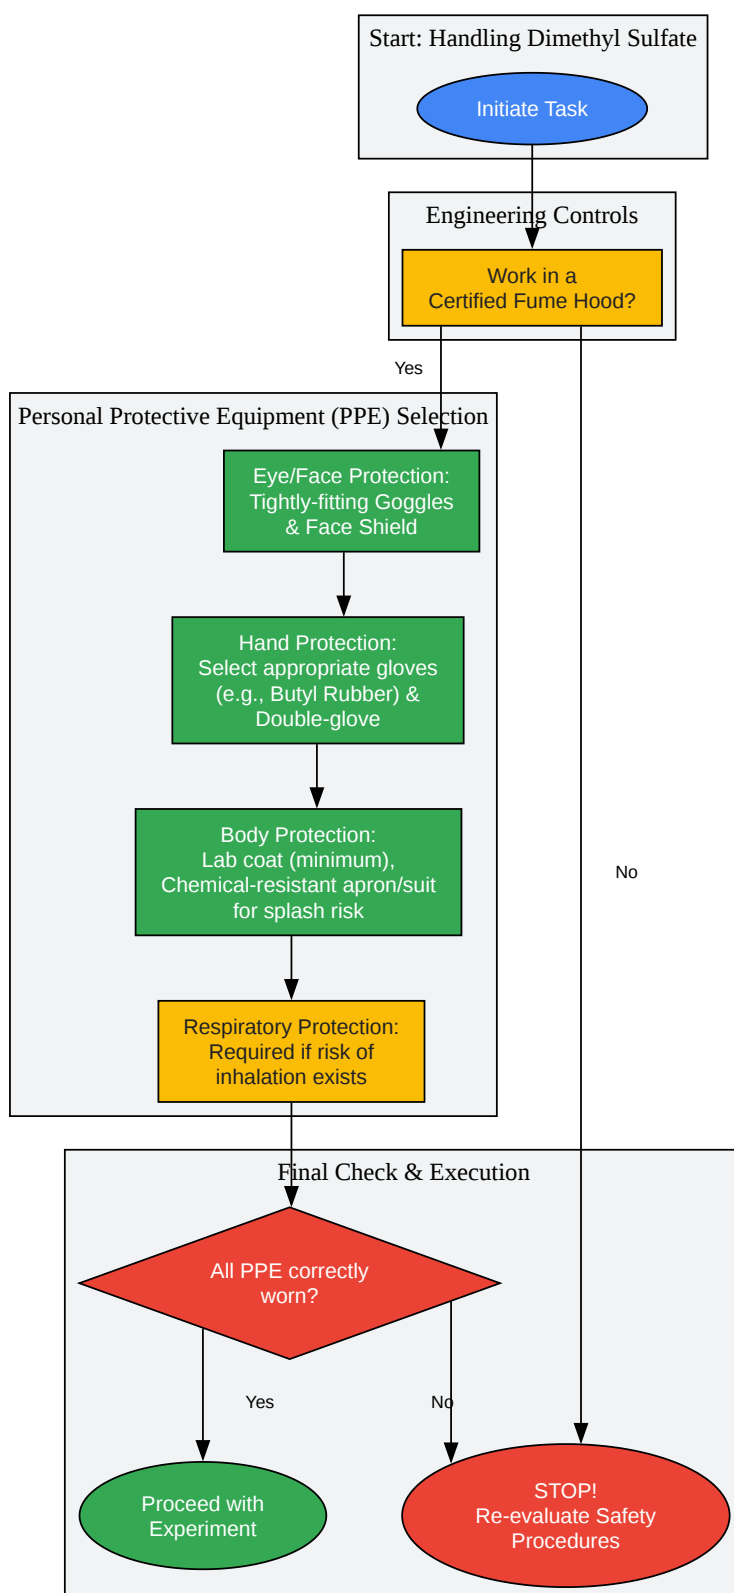 Start: Handling Dimethyl Sulfate
Initiate Task
Engineering Controls
Work in a
Certified Fume Hood?
Yes
Personal Protective Equipment (PPE) Selection
Eye/Face Protection:
Tightly-fitting Goggles
& Face Shield
Hand Protection:
Select appropriate gloves
(e.g., Butyl Rubber) &
Double-glove
Body Protection:
Lab coat (minimum),
Chemical-resistant apron/suit
for splash risk
No
Respiratory Protection:
Required if risk of
inhalation exists
Final Check & Execution
All PPE correctly
worn?
Yes
No
Proceed with
Experiment
STOP!
Re-evaluate Safety
Procedures